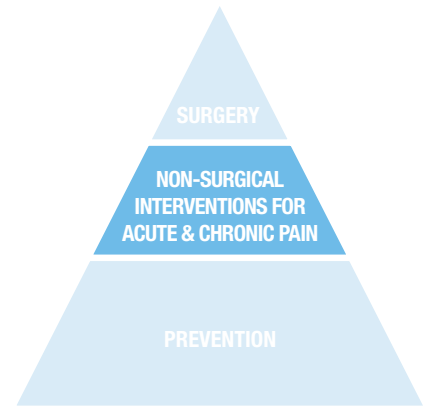 SURGERY
NON-SURGICAL
INTERVENTIONS FOR
ACUTE & CHRONIC PAIN
PREVENTION